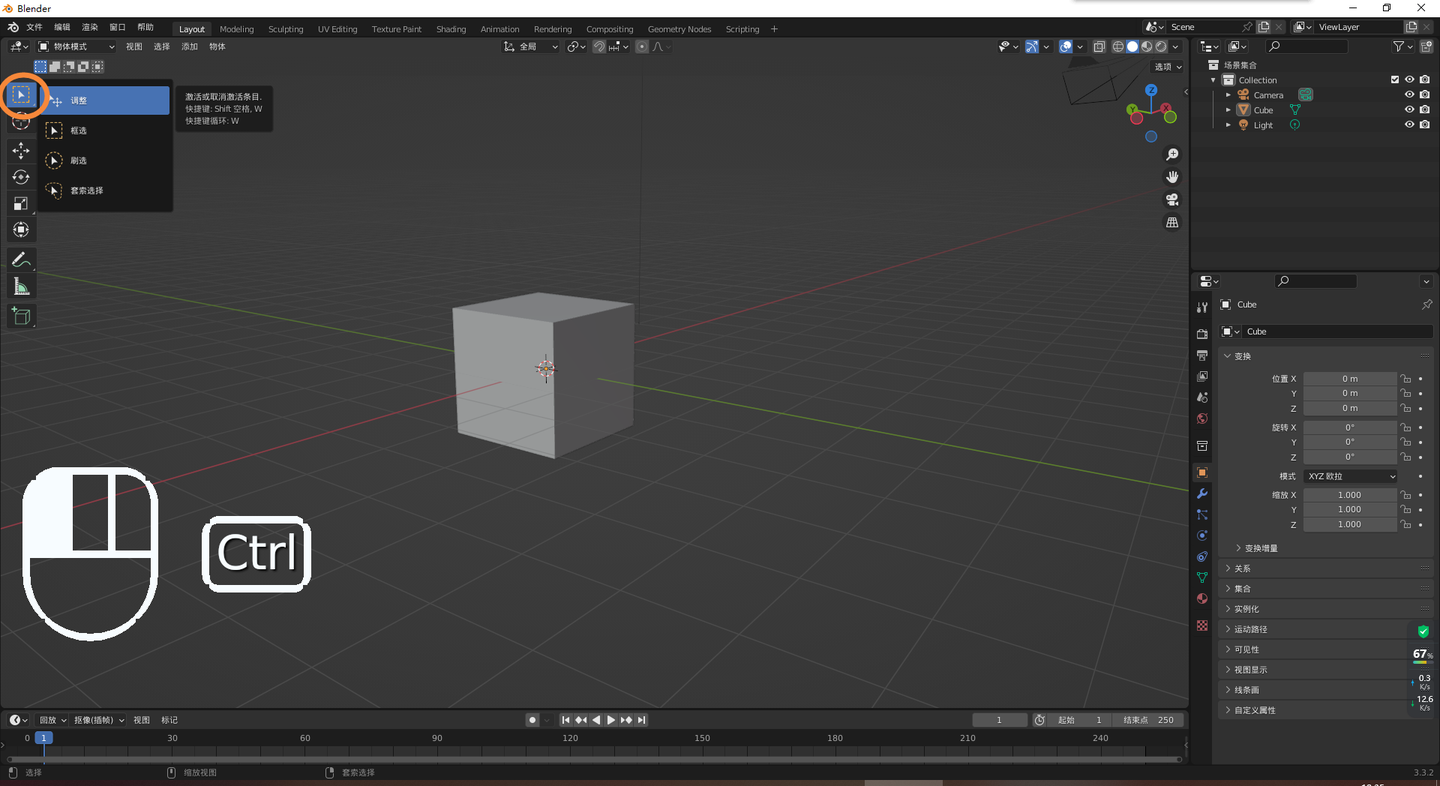 Blender
文件 编辑 渲染 窗口 帮助 Layout Modeling Sculpting UV Editing Texture Paint Shading Animation Rendering Compositing Geometry Nodes Scripting + Scene ViewLayer
物体模式 视图 选择 添加 物体 全局
选项
调整
框选
刷选
套索选择
激活或取消激活条目.
快捷键: Shift 空格, W
快捷键循环: W
Z
Y X
Ctrl
场景集合
Collection
Camera
Cube
Light
Cube
Cube
变换
位置 X 0 m
Y 0 m
Z 0 m
旋转 X 0°
Y 0°
Z 0°
模式 XYZ 欧拉
缩放 X 1.000
Y 1.000
Z 1.000
变换增量
关系
集合
实例化
运动路径
可见性
视图显示
线条画
自定义属性
67%
0.3
K/s
12.6
K/s
回放 抠像(插帧) 视图 标记 1 起始 1 结束点 250
0 1 30 60 90 120 150 180 210 240
选择 缩放视图 套索选择 3.3.2